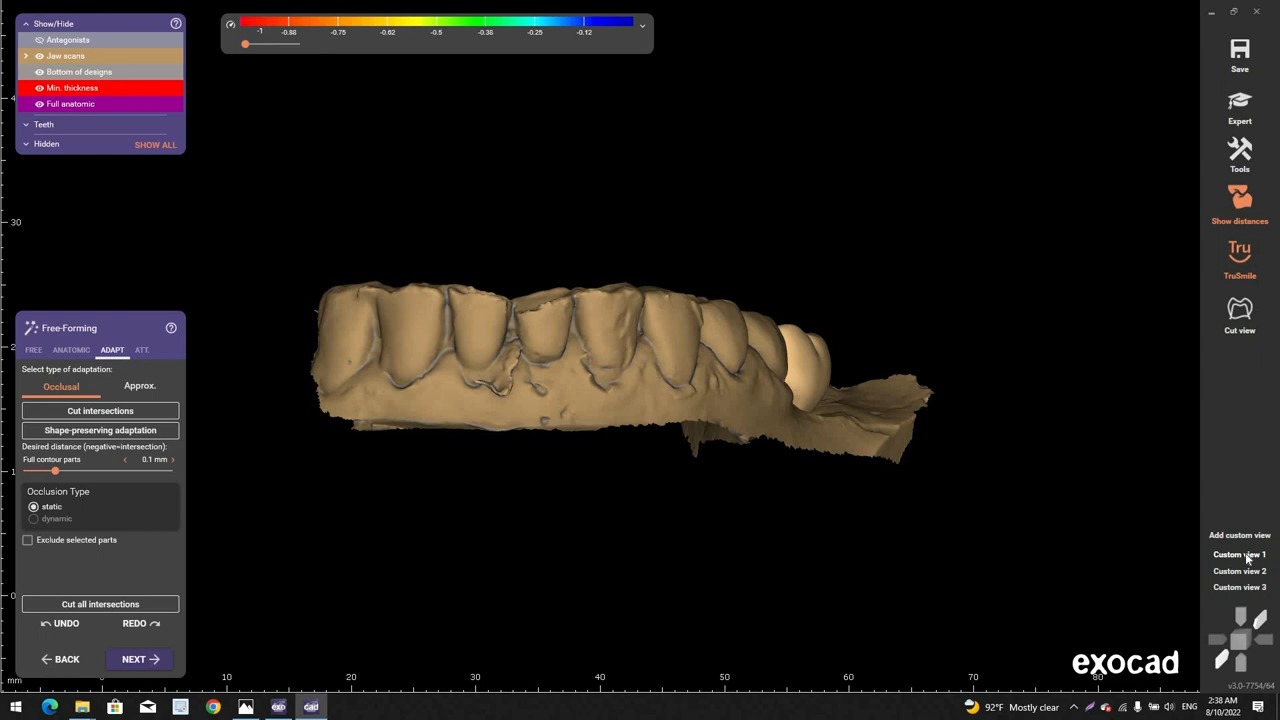 Show/Hide
Antagonists
Jaw scans
Bottom of designs
Min. thickness
Full anatomic
Teeth
Hidden SHOW ALL
-1 -0.88 -0.75 -0.62 -0.5 -0.38 -0.25 -0.12
Save
Expert
Tools
Show distances
Tru
TruSmile
Cut view
30
Free-Forming
FREE ANATOMIC ADAPT ATT.
Select type of adaptation:
Occlusal Approx.
Cut intersections
Shape-preserving adaptation
Desired distance (negative=intersection):
Full contour parts 0.1 mm
Occlusion Type
static
dynamic
Exclude selected parts
Cut all intersections
UNDO REDO
BACK NEXT
Add custom view
Custom view 1
Custom view 2
Custom view 3
exocad
mm 10 20 30 40 50 60 70 80
v3.0-7754/64
exo cad
92°F Mostly clear
ENG
2:38 AM
8/10/2022